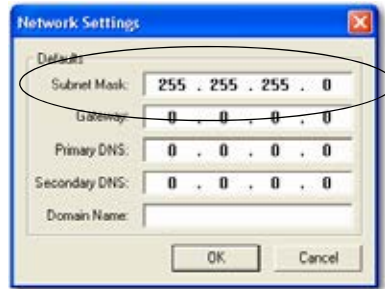 Network Settings
Defaults
Subnet Mask: 255 . 255 . 255 . 0
Gateway: 0 . 0 . 0 . 0
Primary DNS: 0 . 0 . 0 . 0
Secondary DNS: 0 . 0 . 0 . 0
Domain Name:
OK Cancel